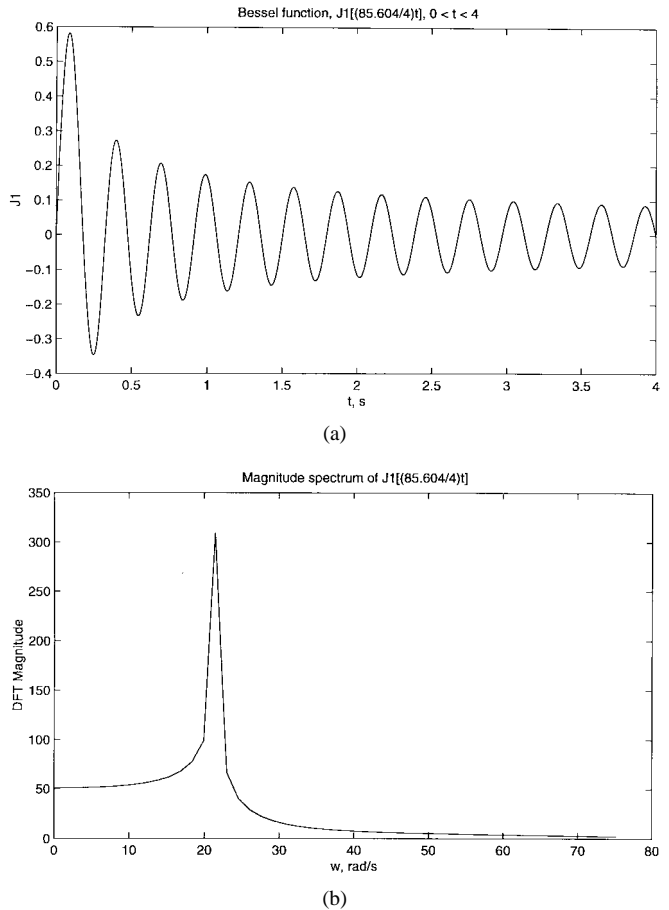 Bessel function, J1[(85.604/4)t], 0 < t < 4
0.6
0.5
0.4
0.3
0.2
0.1
0
−0.1
−0.2
−0.3
−0.4
J1
0 0.5 1 1.5 2 2.5 3 3.5 4
t, s
(a)
Magnitude spectrum of J1[(85.604/4)t]
350
300
250
200
150
100
50
0
DFT Magnitude
0 10 20 30 40 50 60 70 80
w, rad/s
(b)